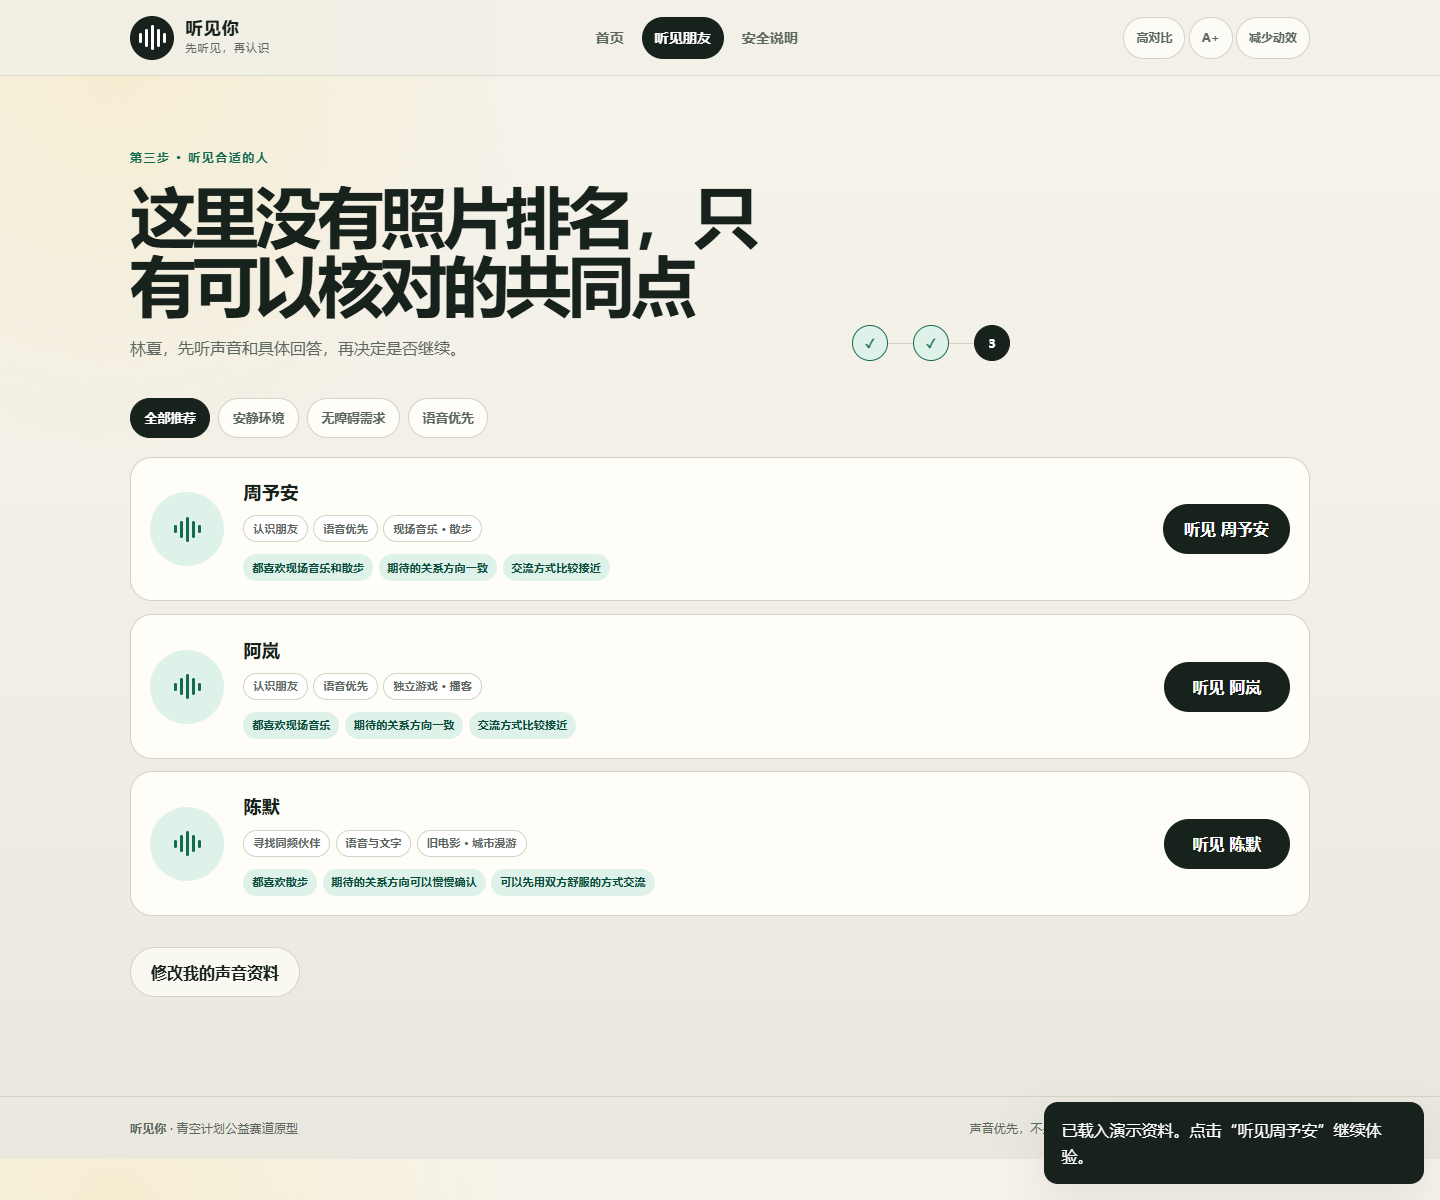 听见你
先听见，再认识
首页
听见朋友
安全说明
高对比
A+
减少动效
第三步 • 听见合适的人
这里没有照片排名，只
有可以核对的共同点
林夏，先听声音和具体回答，再决定是否继续。
✓
✓
3
全部推荐
安静环境
无障碍需求
语音优先
周予安
认识朋友
语音优先
现场音乐 • 散步
都喜欢现场音乐和散步
期待的关系方向一致
交流方式比较接近
听见 周予安
阿岚
认识朋友
语音优先
独立游戏 • 播客
都喜欢现场音乐
期待的关系方向一致
交流方式比较接近
听见 阿岚
陈默
寻找同频伙伴
语音与文字
旧电影 • 城市漫游
都喜欢散步
期待的关系方向可以慢慢确认
可以先用双方舒服的方式交流
听见 陈默
修改我的声音资料
听见你 · 青空计划公益赛道原型
声音优先，不
已载入演示资料。点击“听见周予安”继续体
验。